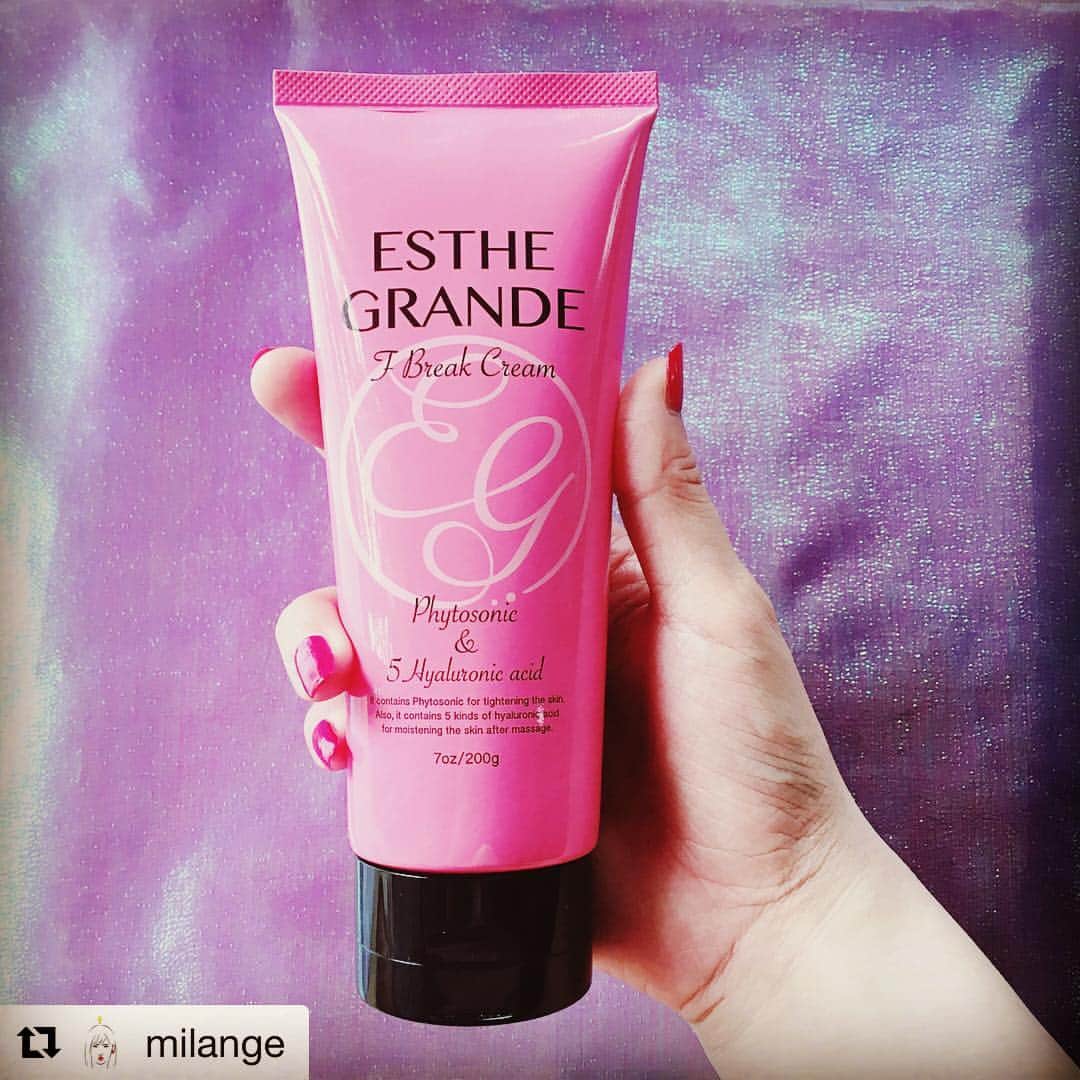 ESTHE
GRANDE
F Break Cream
EG
Phytosonic
&
5 Hyaluronic acid
It contains Phytosonic for tightening the skin.
Also, it contains 5 kinds of hyaluronic acid
for moistening the skin after massage.
7oz/200g
milange